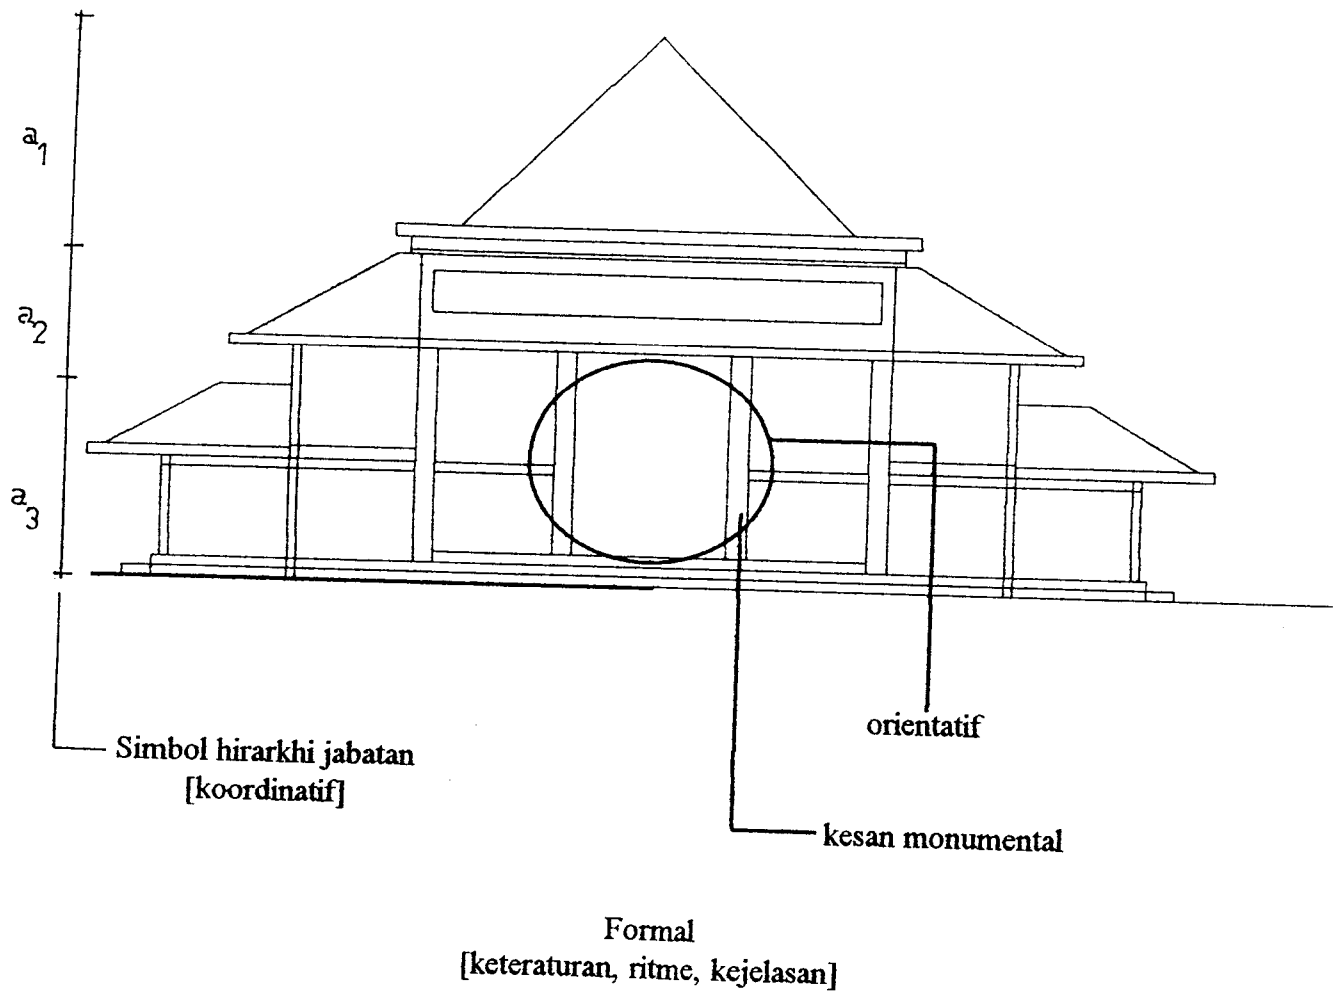 a1
a2
a3
orientatif
Simbol hirarkhi jabatan
[koordinatif]
kesan monumental
Formal
[keteraturan, ritme, kejelasan]